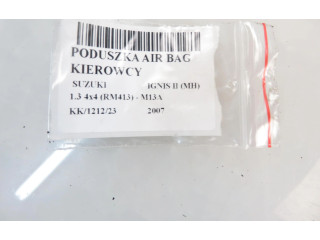 PODUSZKA AIR BAG
KIEROWCY
SUZUKI IGNIS II (MH)
1.3 4x4 (RM413) - M13A
KK/1212/23 2007